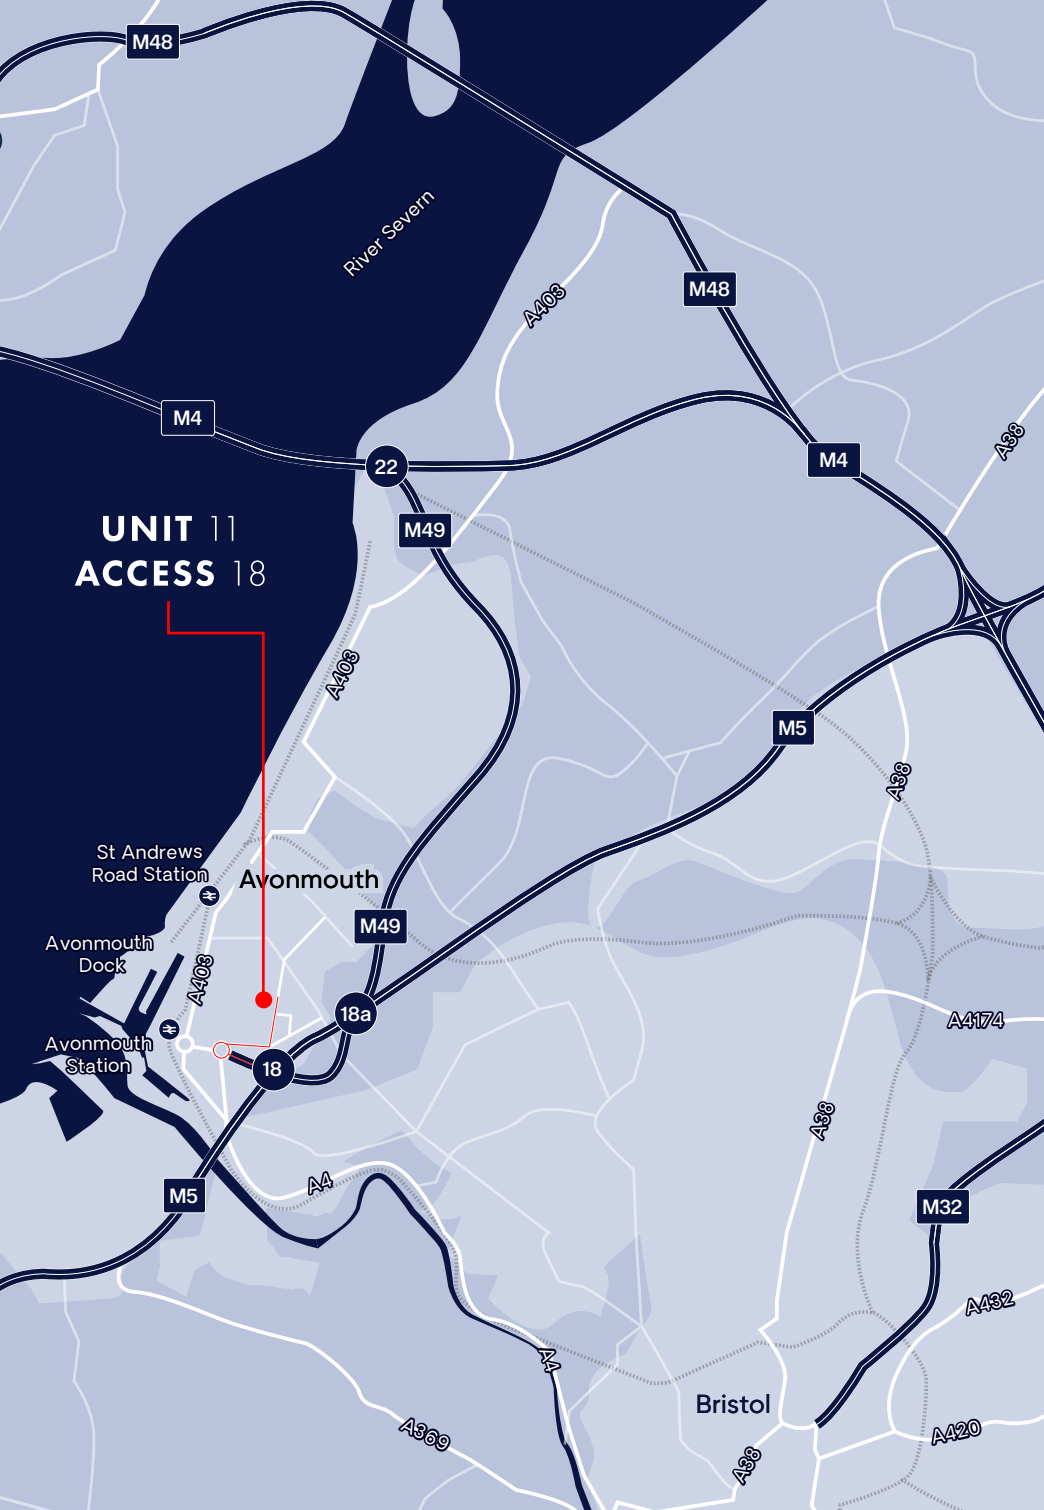 M48
River Severn
A403
M48
M4
A38
M4
22
M49
UNIT 11
ACCESS 18
A403
M5
A38
St Andrews
Road Station
Avonmouth
M49
Avonmouth
Dock
A403
18a
A4174
Avonmouth
Station
18
A38
A4
M5
M32
A432
A4
Bristol
A369
A420
A38